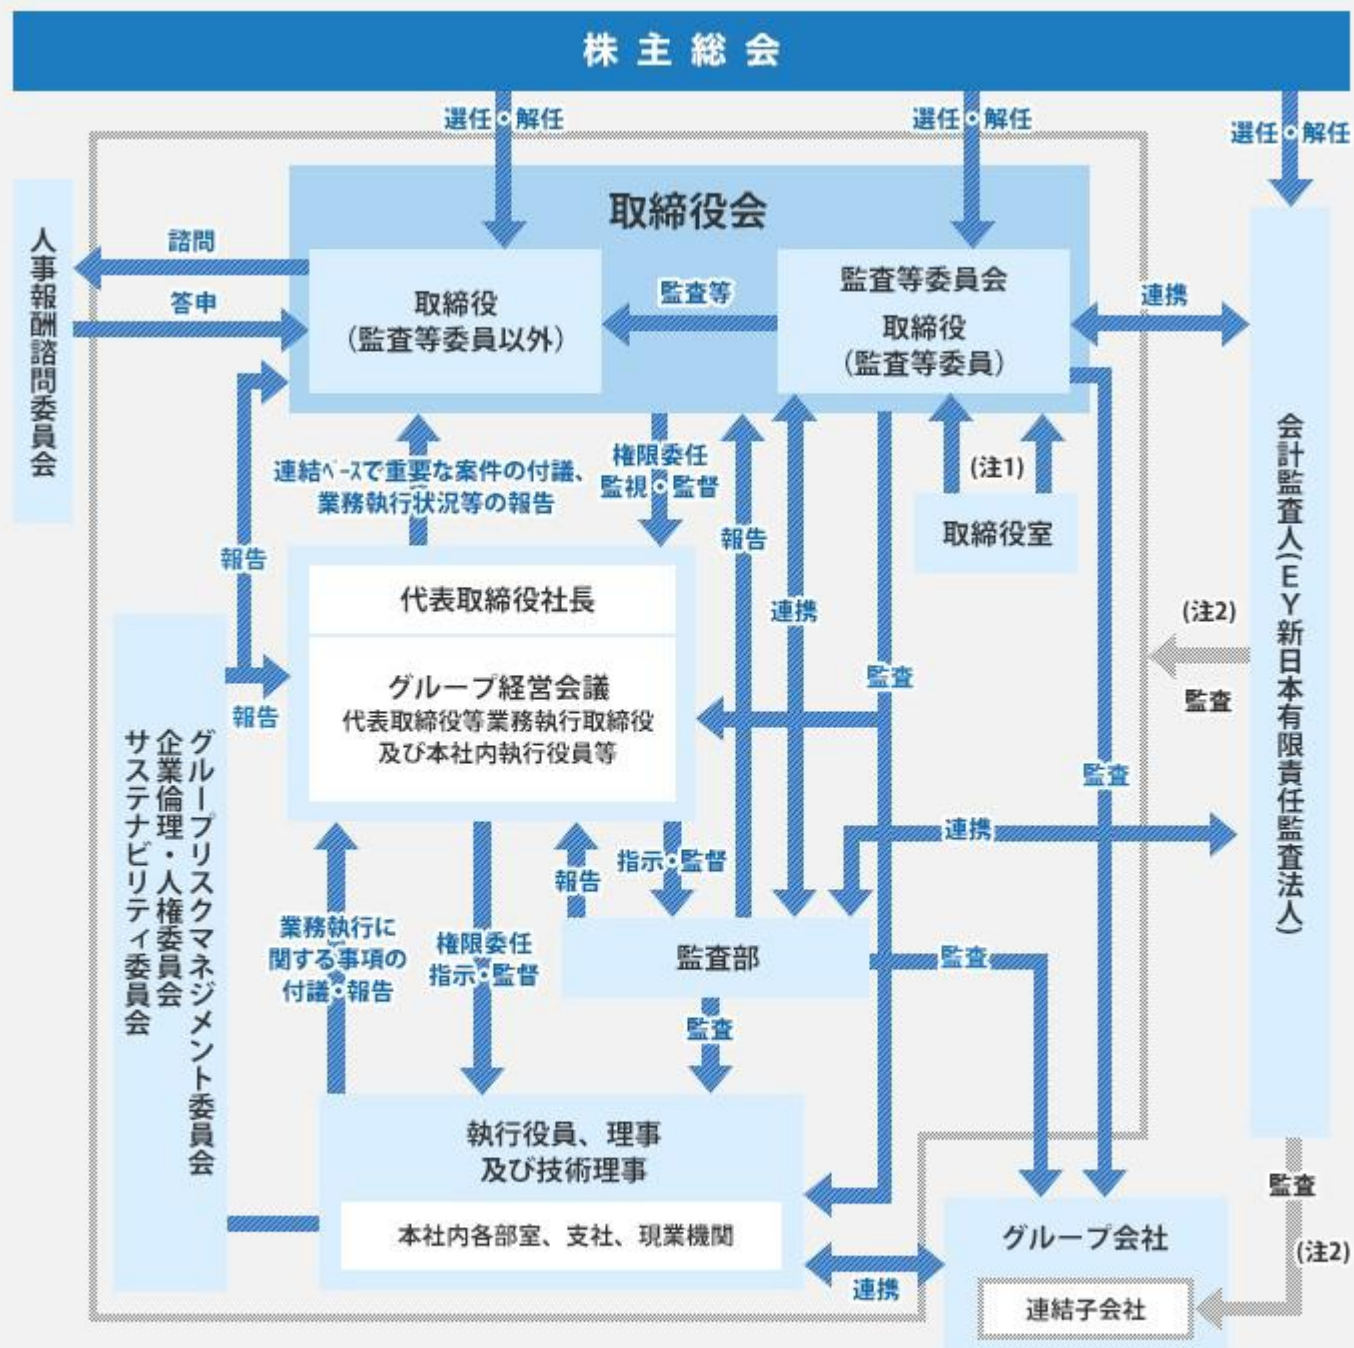 株主総会
選任・解任
選任・解任
選任・解任
取締役会
人事報酬諮問委員会
諮問
答申
取締役
（監査等委員以外）
監査等
監査等委員会
取締役
（監査等委員）
連携
会計監査人（EY新日本有限責任監査法人）
連結ベースで重要な案件の付議、
業務執行状況等の報告
権限委任
監視・監督
報告
連携
(注1)
取締役室
報告
報告
代表取締役社長
グループ経営会議
代表取締役等業務執行取締役
及び本社内執行役員等
監査
監査
(注2)
監査
グループリスクマネジメント委員会
企業倫理・人権委員会
サステナビリティ委員会
連携
報告
指示・監督
業務執行に
関する事項の
付議・報告
権限委任
指示・監督
監査部
監査
監査
執行役員、理事
及び技術理事
本社内各部室、支社、現業機関
連携
グループ会社
連結子会社
監査
(注2)